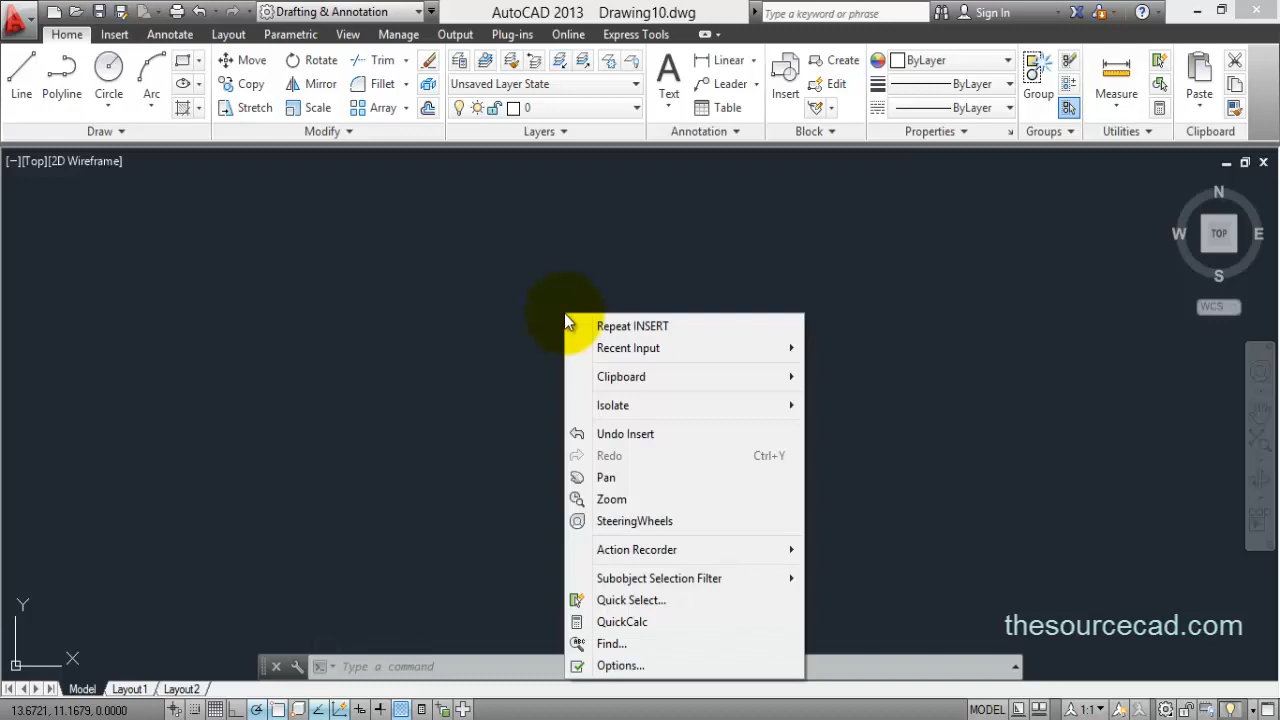 Drafting & Annotation
AutoCAD 2013 Drawing10.dwg
Type a keyword or phrase
Sign In
Home Insert Annotate Layout Parametric View Manage Output Plug-ins Online Express Tools
Line Polyline Circle Arc
Move Rotate Trim
Copy Mirror Fillet
Stretch Scale Array
Unsaved Layer State
0
Text
Linear
Leader
Table
Insert
Create
Edit
ByLayer
ByLayer
ByLayer
Group
Measure
Paste
Draw Modify Layers Annotation Block Properties Groups Utilities Clipboard
[−][Top][2D Wireframe]
N
W TOP E
S
WCS
Repeat INSERT
Recent Input
Clipboard
Isolate
Undo Insert
Redo Ctrl+Y
Pan
Zoom
SteeringWheels
Action Recorder
Subobject Selection Filter
Quick Select...
QuickCalc
Find...
Options...
Y
X
thesourcecad.com
Type a command
Model Layout1 Layout2
13.6721, 11.1679, 0.0000
MODEL
1:1